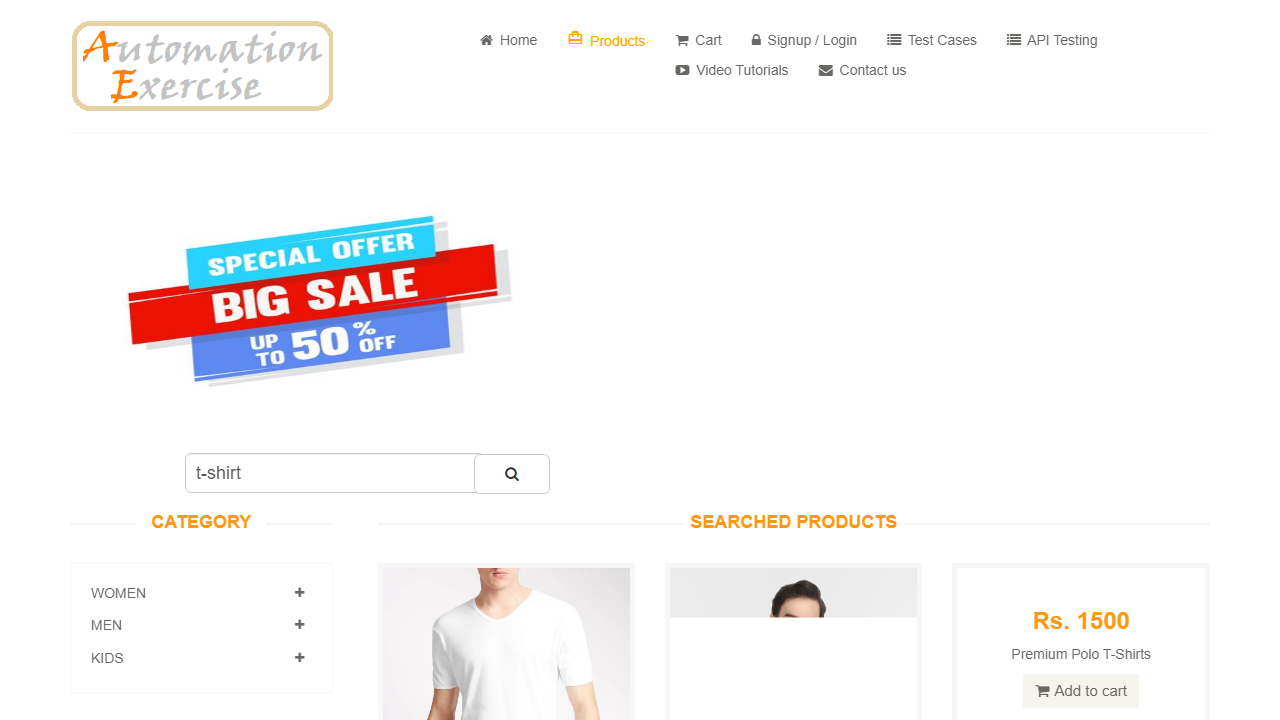 Automation
Exercise
Home
Products
Cart
Signup / Login
Test Cases
API Testing
Video Tutorials
Contact us
SPECIAL OFFER
BIG SALE
UP TO 50% OFF
t-shirt
CATEGORY
SEARCHED PRODUCTS
WOMEN
MEN
KIDS
Rs. 1500
Premium Polo T-Shirts
Add to cart